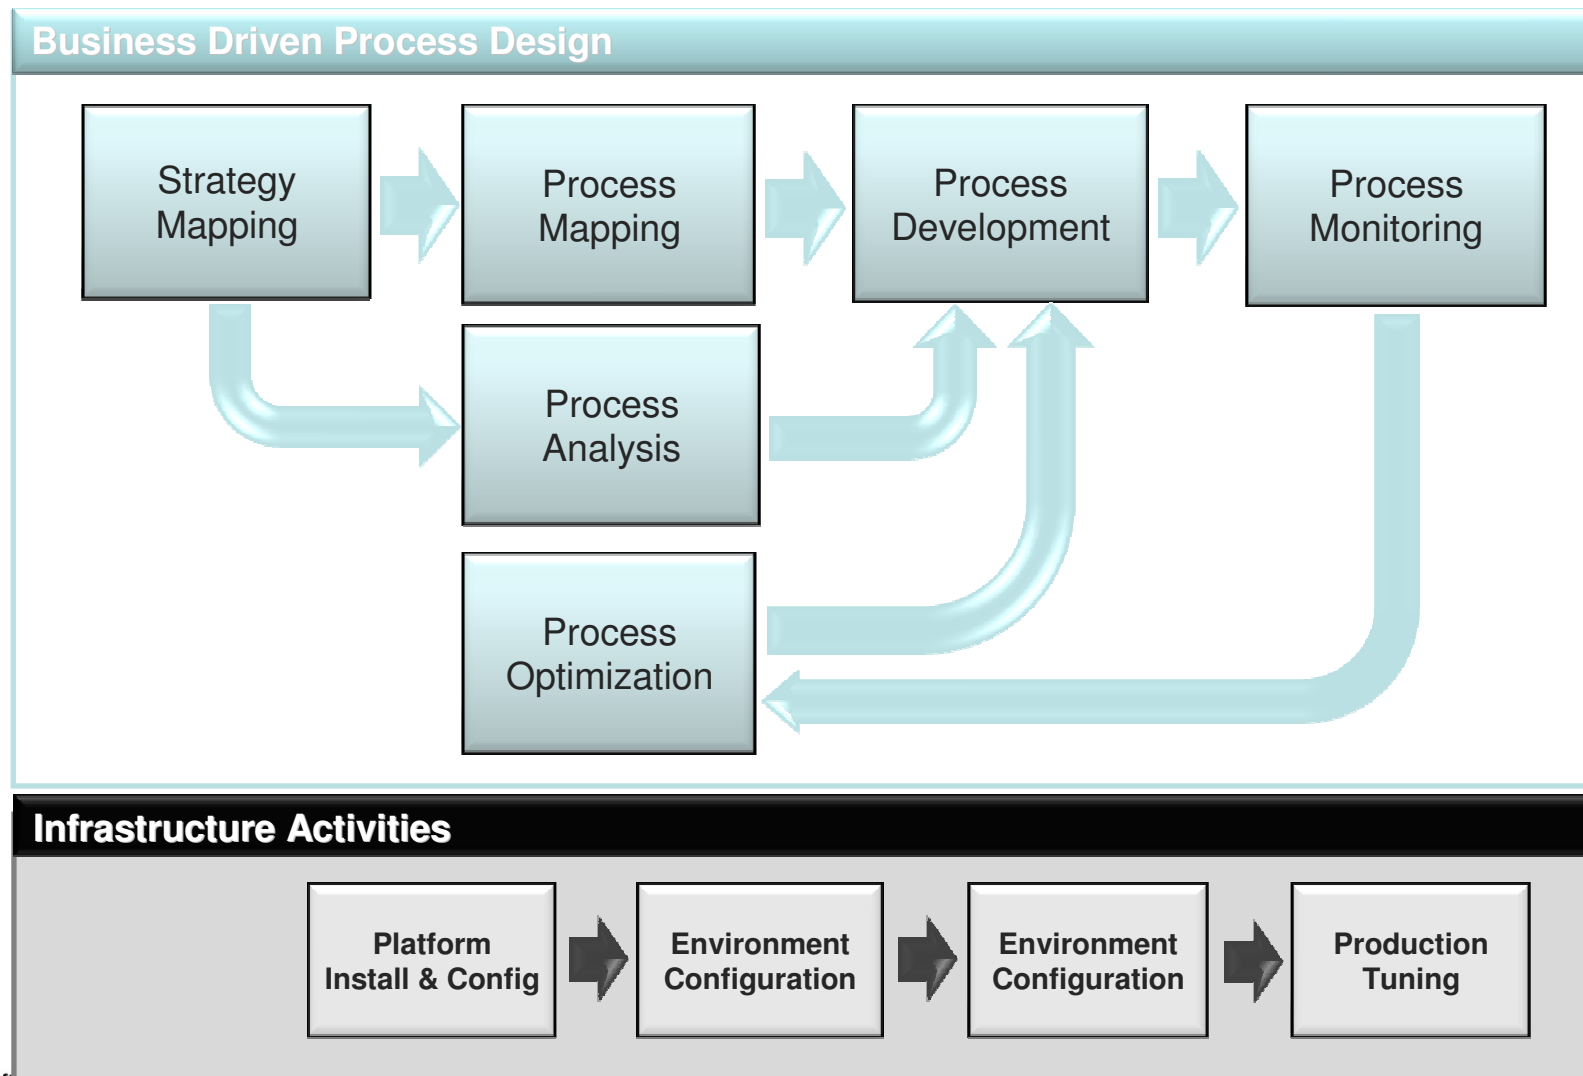 Business Driven Process Design
Strategy
Mapping
Process
Mapping
Process
Development
Process
Monitoring
Process
Analysis
Process
Optimization
Infrastructure Activities
Platform
Install & Config
Environment
Configuration
Environment
Configuration
Production
Tuning